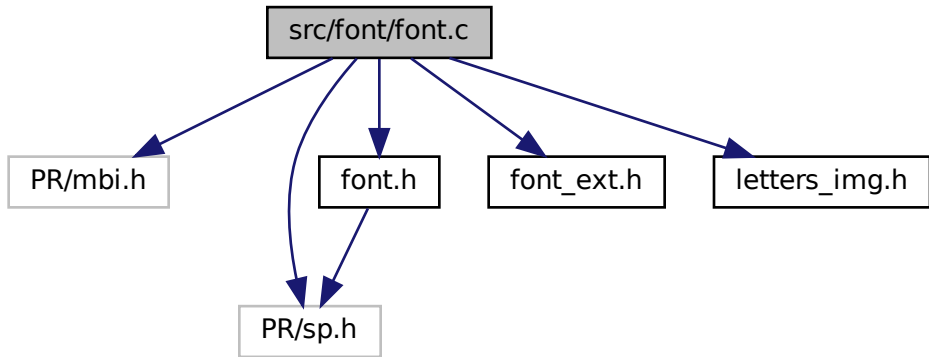 src/font/font.c
PR/mbi.h
font.h
font_ext.h
letters_img.h
PR/sp.h